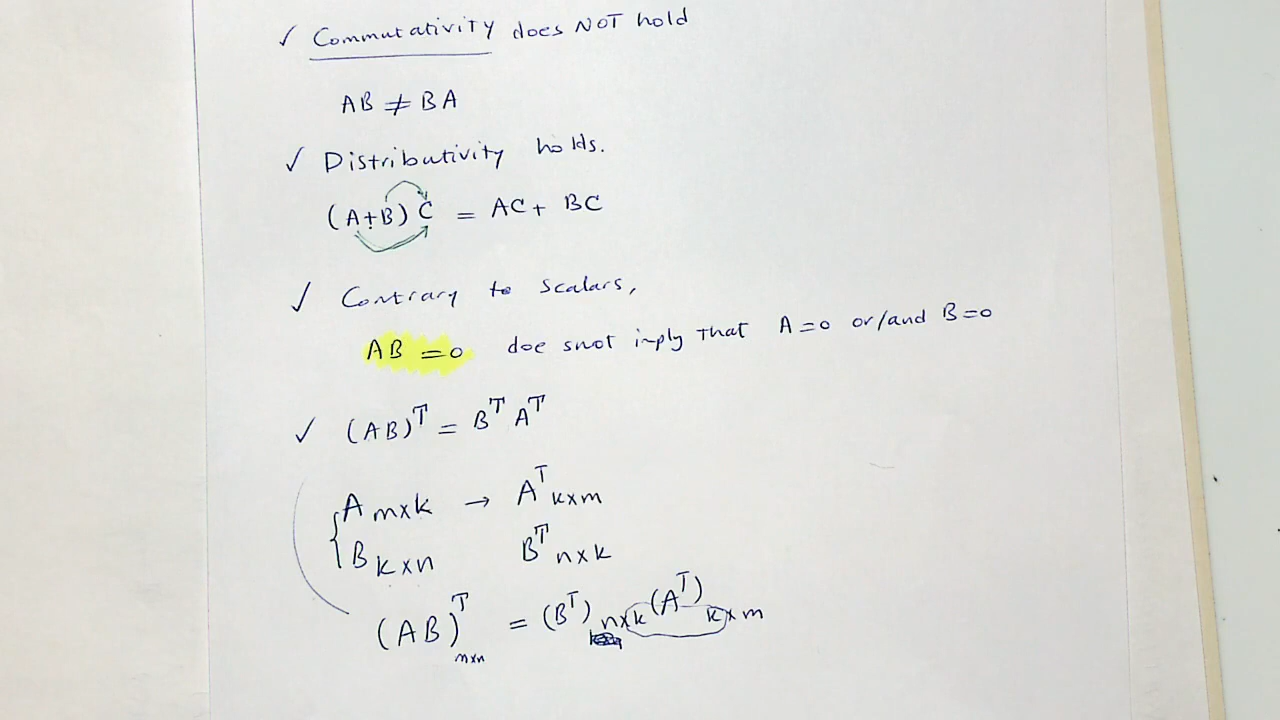 ✓ Commutativity does NOT hold
AB ≠ BA
✓ Distributivity holds.
(A+B) C = AC + BC
✓ Contrary to scalars,
AB = 0 doe snot imply that A = 0 or/and B = 0
✓ (AB)ᵀ = Bᵀ Aᵀ
A m×k → Aᵀ k×m
B k×n Bᵀ n×k
(AB)ᵀ m×n = (Bᵀ) n×k (Aᵀ) k×m